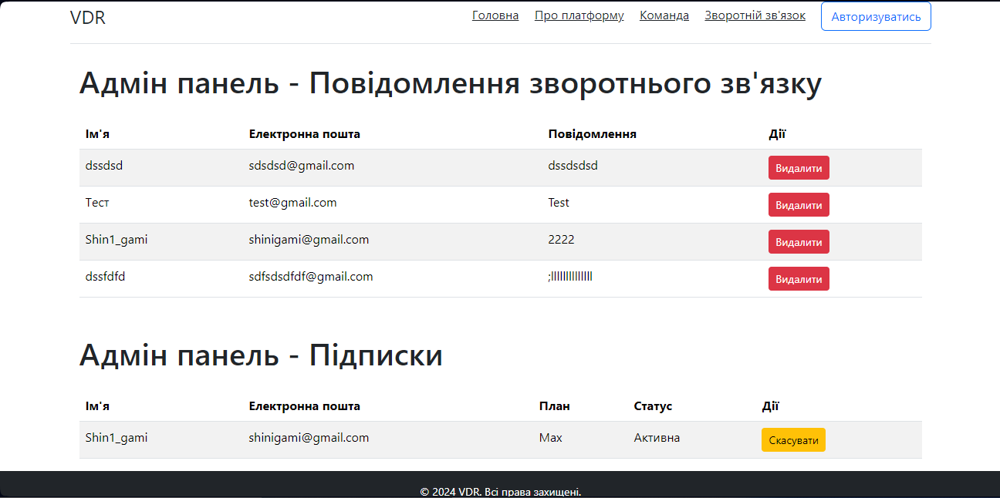 VDR Головна Про платформу Команда Зворотній зв'язок Авторизуватись
Адмін панель - Повідомлення зворотнього зв'язку
Ім'я Електронна пошта Повідомлення Дії
dssdsd sdsdsd@gmail.com dssdsdsd Видалити
Тест test@gmail.com Test Видалити
Shin1_gami shinigami@gmail.com 2222 Видалити
dssfdfd sdfsdsdfdf@gmail.com Видалити
Адмін панель - Підписки
Ім'я Електронна пошта План Статус Дії
Shin1_gami shinigami@gmail.com Max Активна Скасувати
© 2024 VDR. Всі права захищені.